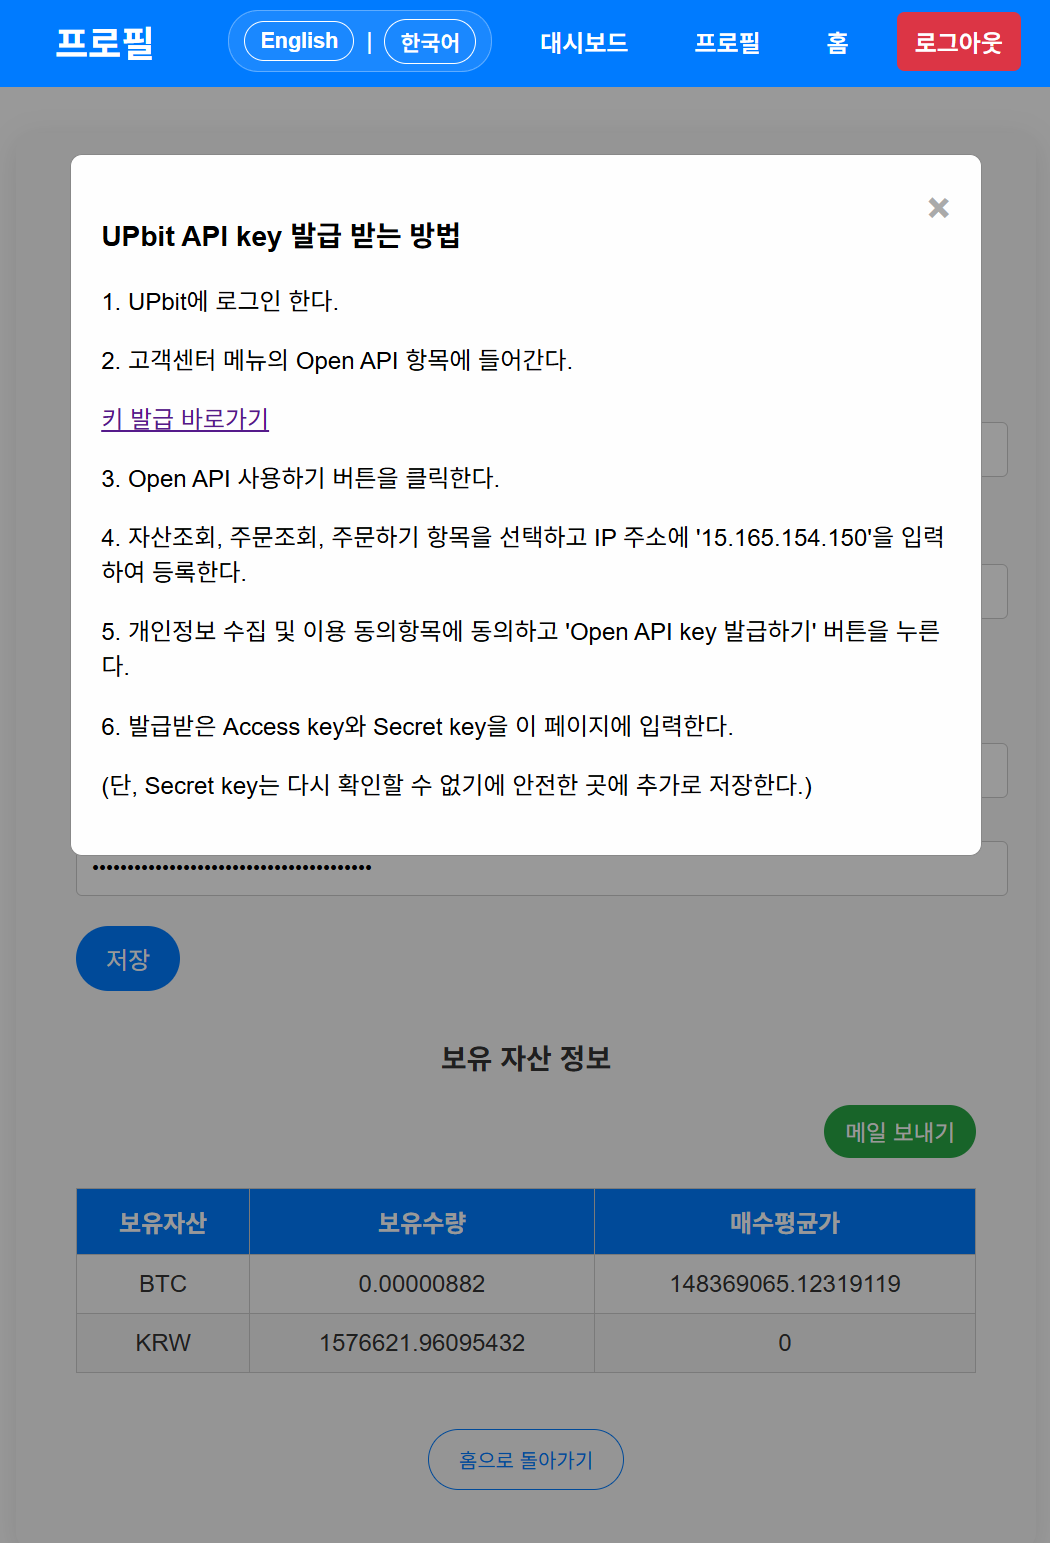 프로필
English | 한국어
대시보드
프로필
홈
로그아웃
×
UPbit API key 발급 받는 방법
1. UPbit에 로그인 한다.
2. 고객센터 메뉴의 Open API 항목에 들어간다.
키 발급 바로가기
3. Open API 사용하기 버튼을 클릭한다.
4. 자산조회, 주문조회, 주문하기 항목을 선택하고 IP 주소에 '15.165.154.150'을 입력
하여 등록한다.
5. 개인정보 수집 및 이용 동의항목에 동의하고 'Open API key 발급하기' 버튼을 누른
다.
6. 발급받은 Access key와 Secret key을 이 페이지에 입력한다.
(단, Secret key는 다시 확인할 수 없기에 안전한 곳에 추가로 저장한다.)
저장
보유 자산 정보
메일 보내기
보유자산 보유수량 매수평균가
BTC 0.00000882 148369065.12319119
KRW 1576621.96095432 0
홈으로 돌아가기